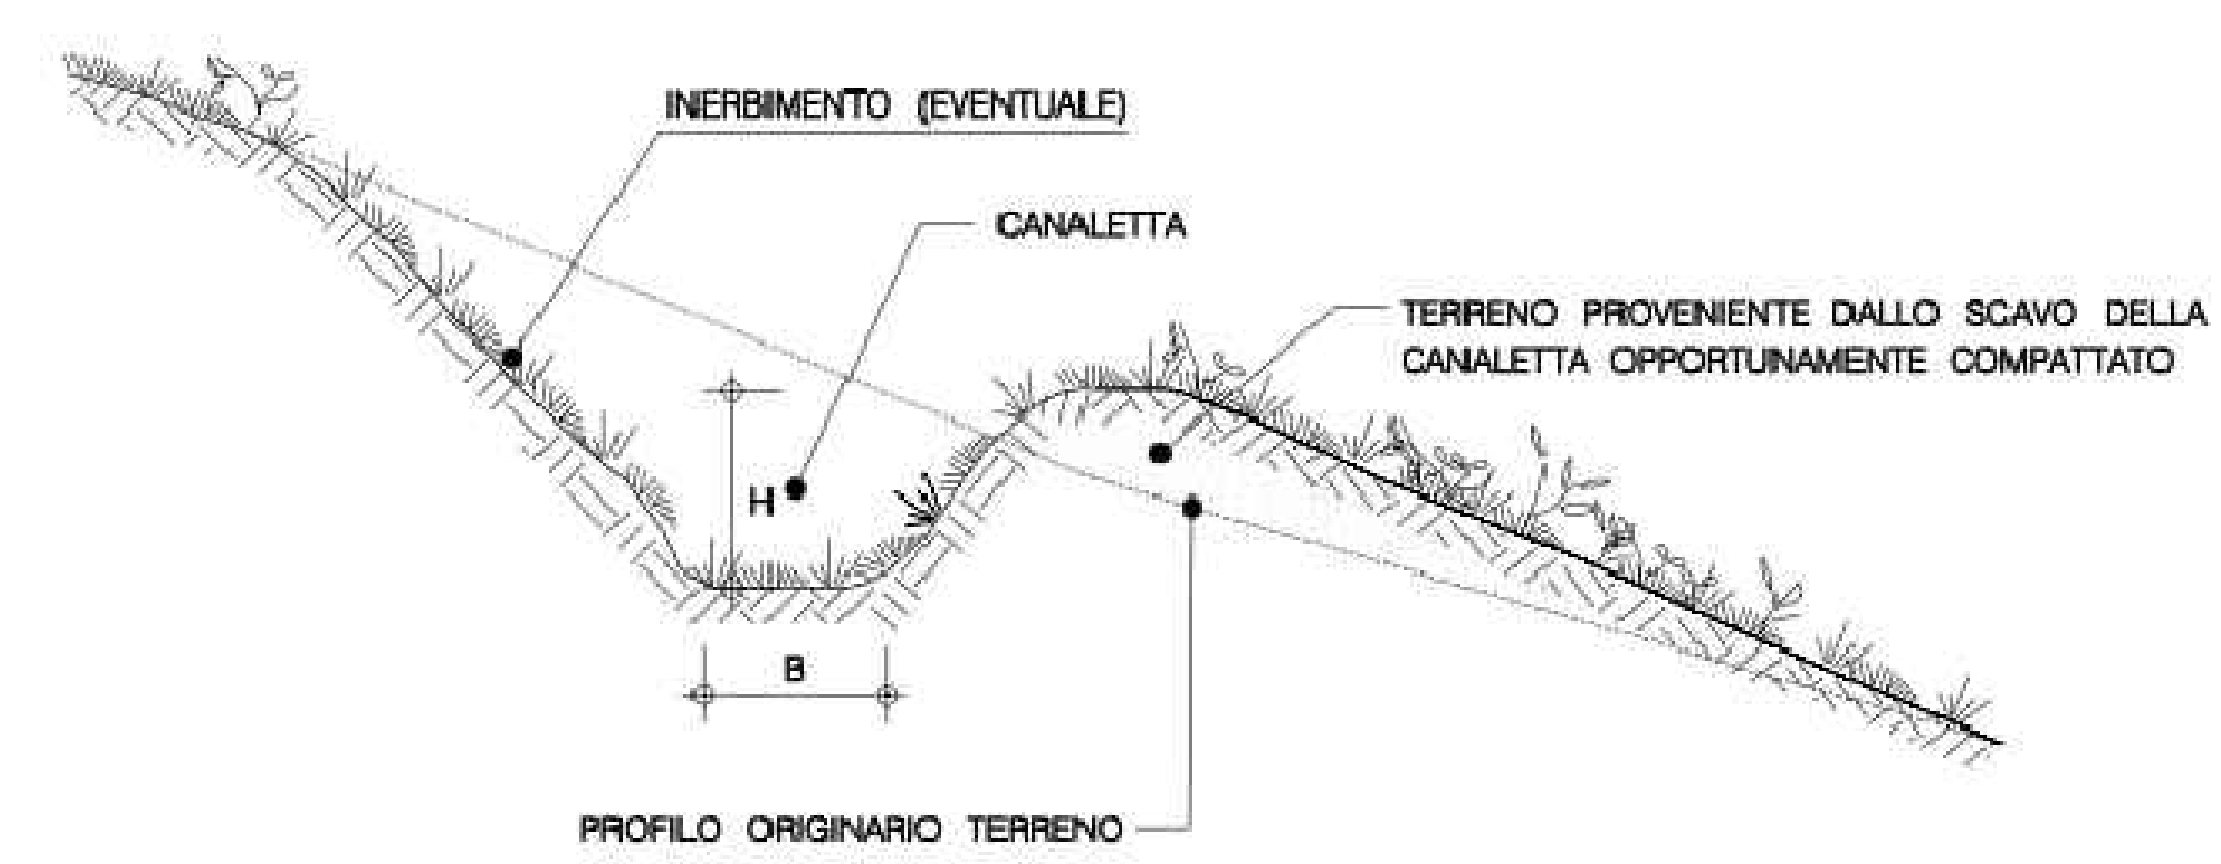 INERBIMENTO (EVENTUALE)
CANALETTA
TERRENO PROVENIENTE DALLO SCAVO DELLA
CANALETTA OPPORTUNAMENTE COMPATTATO
H
B
PROFILO ORIGINARIO TERRENO